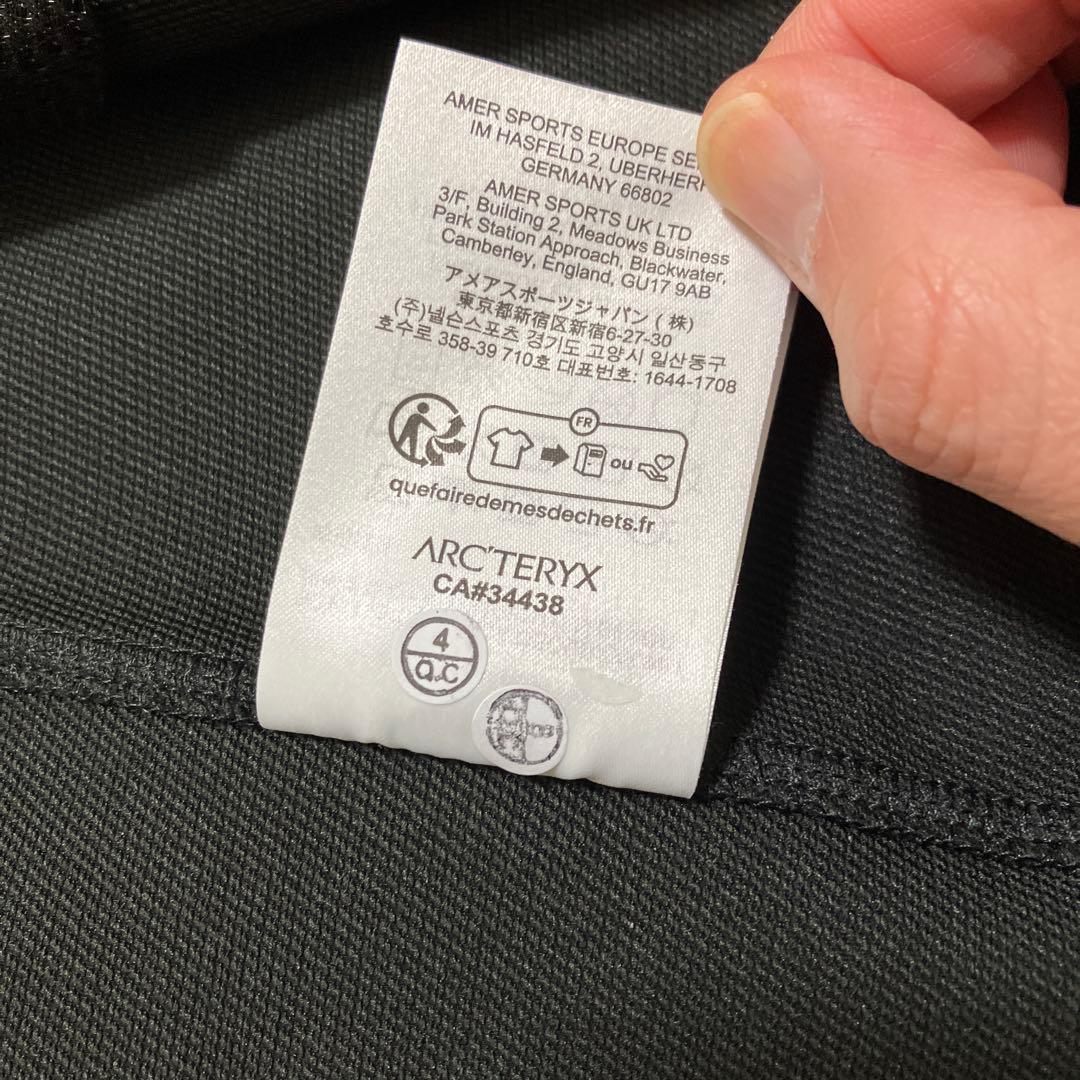 AMER SPORTS EUROPE
IM HASFELD 2,
GERMANY 66802
AMER SPORTS UK LTD
3/F, Building 2, Meadows Business
Park Station Approach, Blackwater,
Camberley, England, GU17 9AB
アメアスポーツジャパン (株)
東京都新宿区新宿6-27-30
(주)넬슨스포츠 경기도 고양시 일산동구
호수로 358-39 710호 대표번호: 1644-1708
FR
ou
quefairedemesdechets.fr
ARC'TERYX
CA#34438
4
Q.C